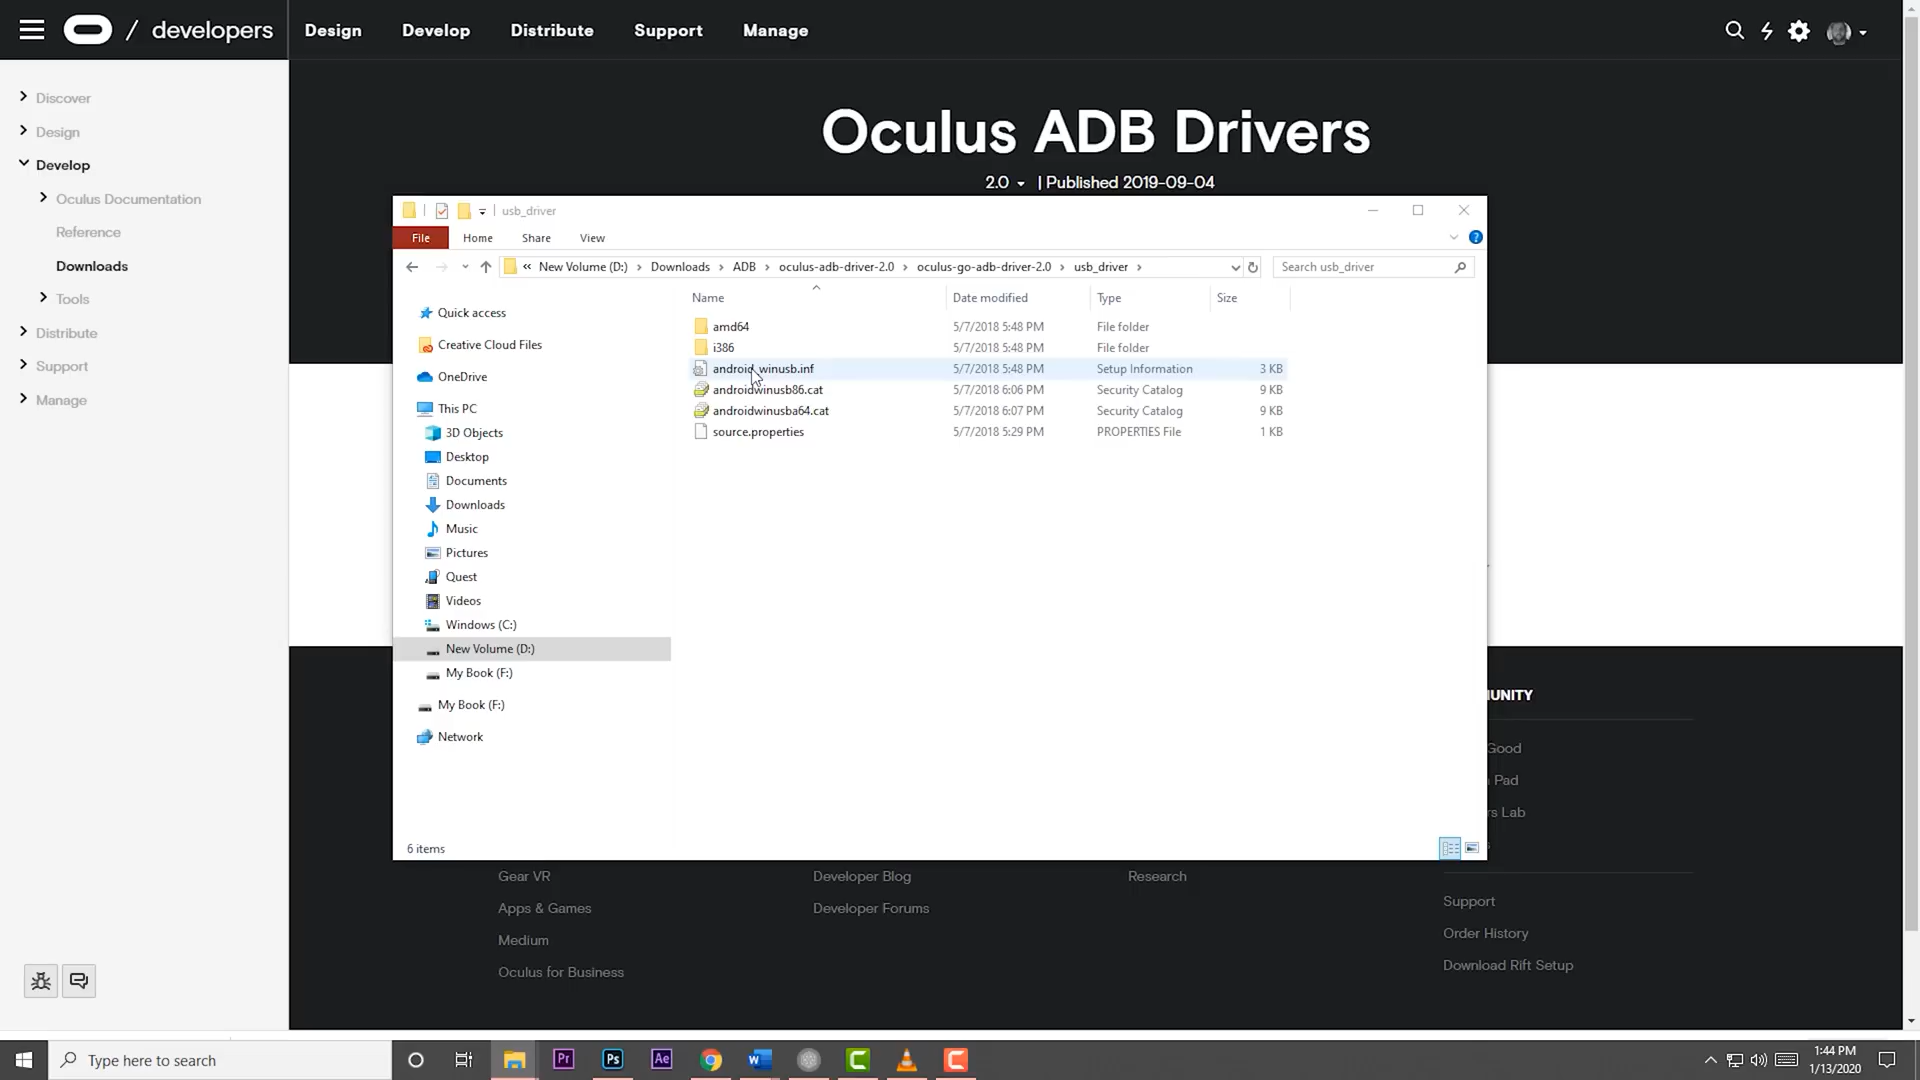 / developers
Design
Develop
Distribute
Support
Manage
Discover
Design
Develop
Oculus Documentation
Reference
Downloads
Tools
Distribute
Support
Manage
Oculus ADB Drivers
2.0 | Published 2019-09-04
usb_driver
File
Home
Share
View
« New Volume (D:) › Downloads › ADB › oculus-adb-driver-2.0 › oculus-go-adb-driver-2.0 › usb_driver ›
Search usb_driver
Quick access
Creative Cloud Files
OneDrive
This PC
3D Objects
Desktop
Documents
Downloads
Music
Pictures
Quest
Videos
Windows (C:)
New Volume (D:)
My Book (F:)
My Book (F:)
Network
Name Date modified Type Size
amd64 5/7/2018 5:48 PM File folder
i386 5/7/2018 5:48 PM File folder
android_winusb.inf 5/7/2018 5:48 PM Setup Information 3 KB
androidwinusb86.cat 5/7/2018 6:06 PM Security Catalog 9 KB
androidwinusba64.cat 5/7/2018 6:07 PM Security Catalog 9 KB
source.properties 5/7/2018 5:29 PM PROPERTIES File 1 KB
6 items
UNITY
Good
Pad
rs Lab
Gear VR
Apps & Games
Medium
Oculus for Business
Developer Blog
Developer Forums
Research
Support
Order History
Download Rift Setup
Type here to search
Pr
Ps
Ae
1:44 PM
1/13/2020